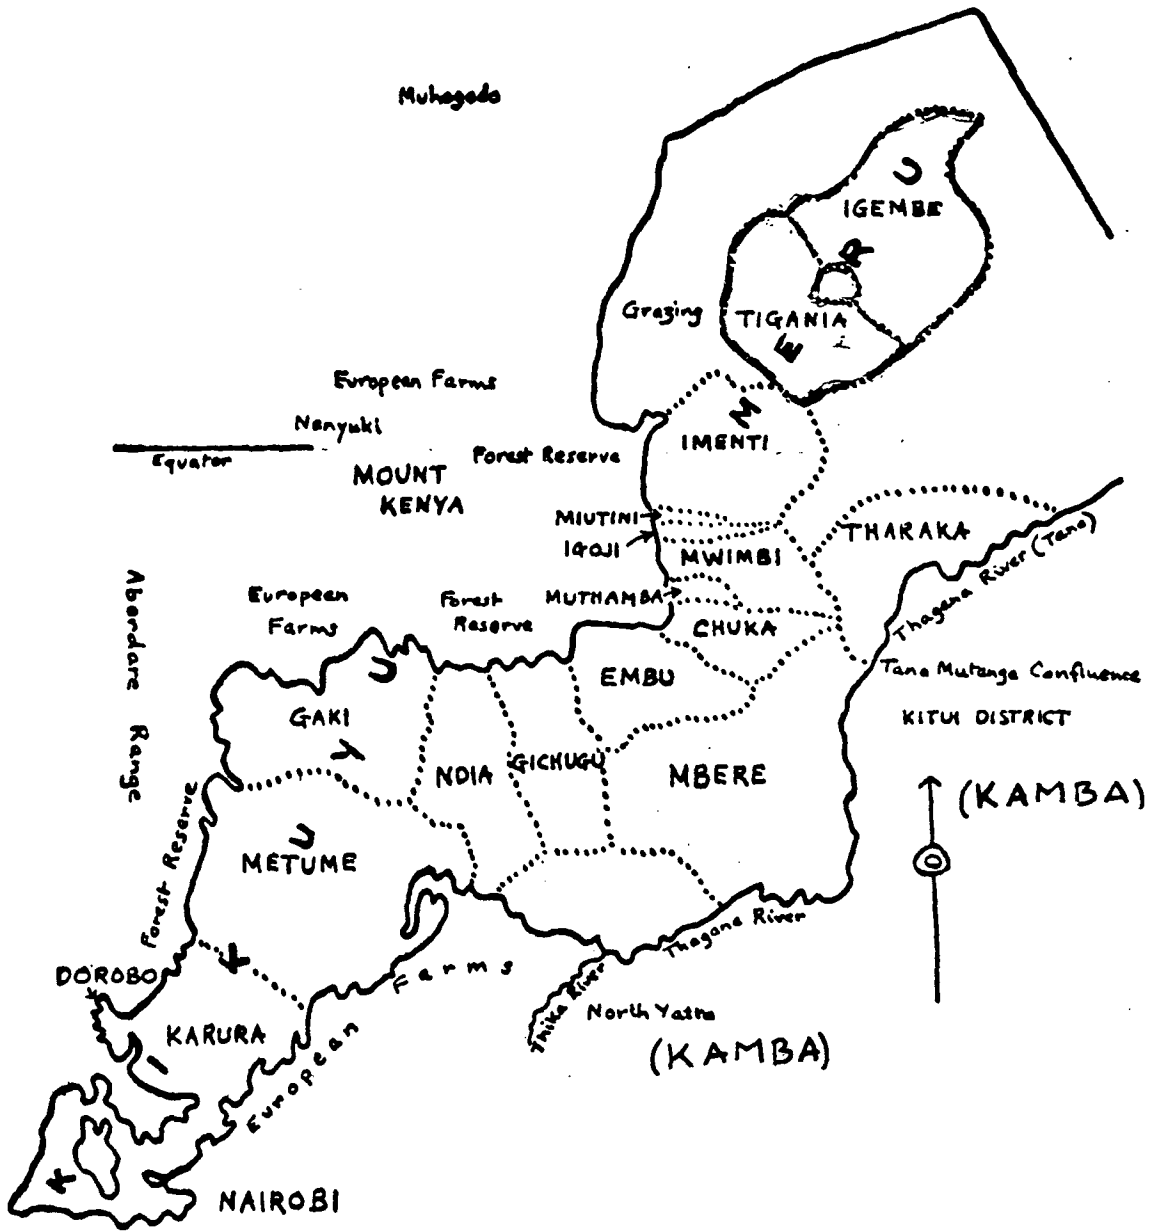 Muhogodo
U
IGEMBE
R
Grazing
TIGANIA
E
European Farms
M
Nanyuki
IMENTI
Equator
Forest Reserve
MOUNT
KENYA
MIUTINI
THARAKA
IGOJI
MWIMBI
Thagana River (Tana)
Abordare Range
European
Farms
Forest
Reserve
MUTHAMBA
CHUKA
U
EMBU
Tana Mutonga Confluence
GAKI
KITUI DISTRICT
Y
NDIA
GICHUGU
MBERE
(KAMBA)
U
METUME
Forest Reserve
Thagana River
K
DOROBO
European Farms
Thika River
North Yatta
KARURA
I
(KAMBA)
K
NAIROBI